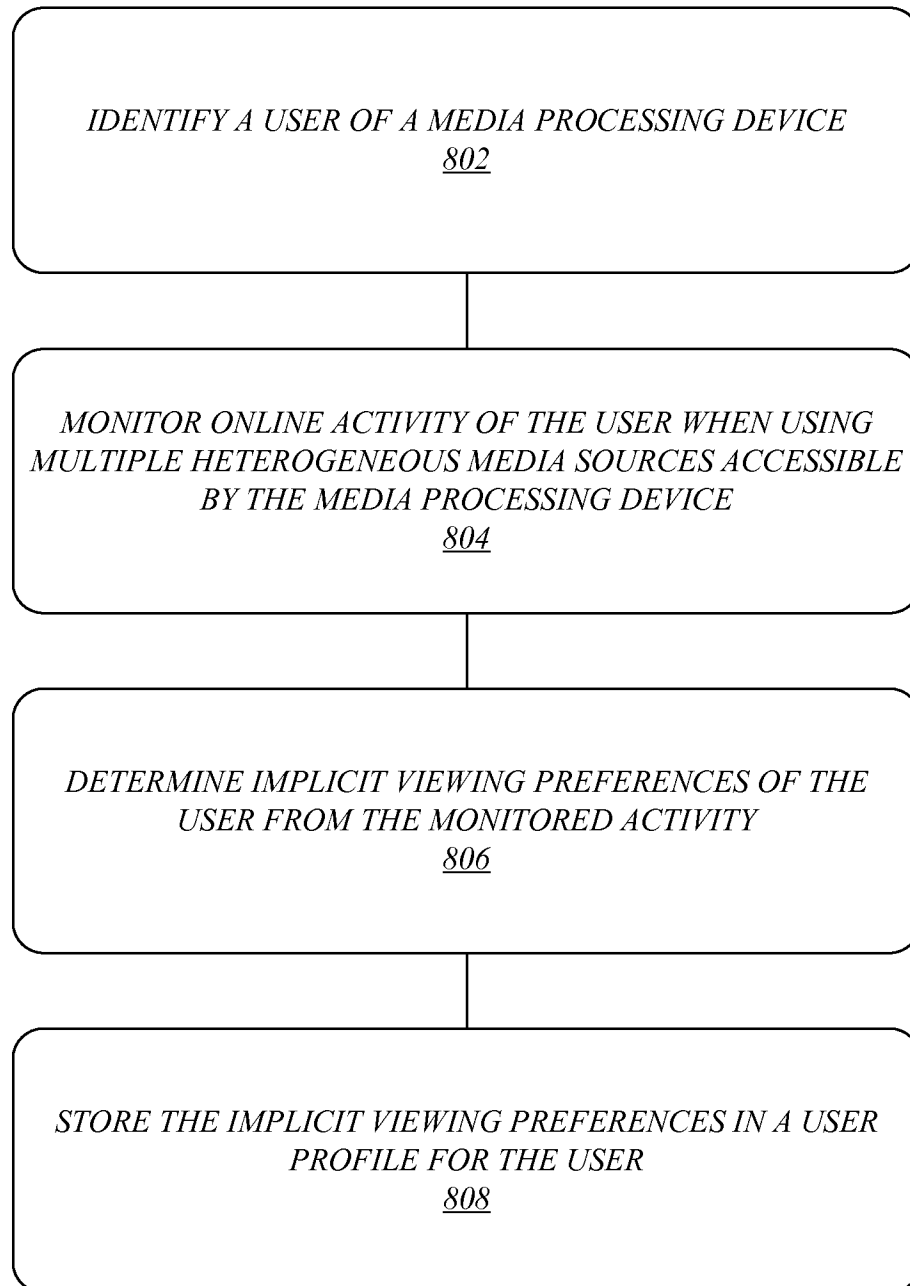 IDENTIFY A USER OF A MEDIA PROCESSING DEVICE
802
MONITOR ONLINE ACTIVITY OF THE USER WHEN USING
MULTIPLE HETEROGENEOUS MEDIA SOURCES ACCESSIBLE
BY THE MEDIA PROCESSING DEVICE
804
DETERMINE IMPLICIT VIEWING PREFERENCES OF THE
USER FROM THE MONITORED ACTIVITY
806
STORE THE IMPLICIT VIEWING PREFERENCES IN A USER
PROFILE FOR THE USER
808